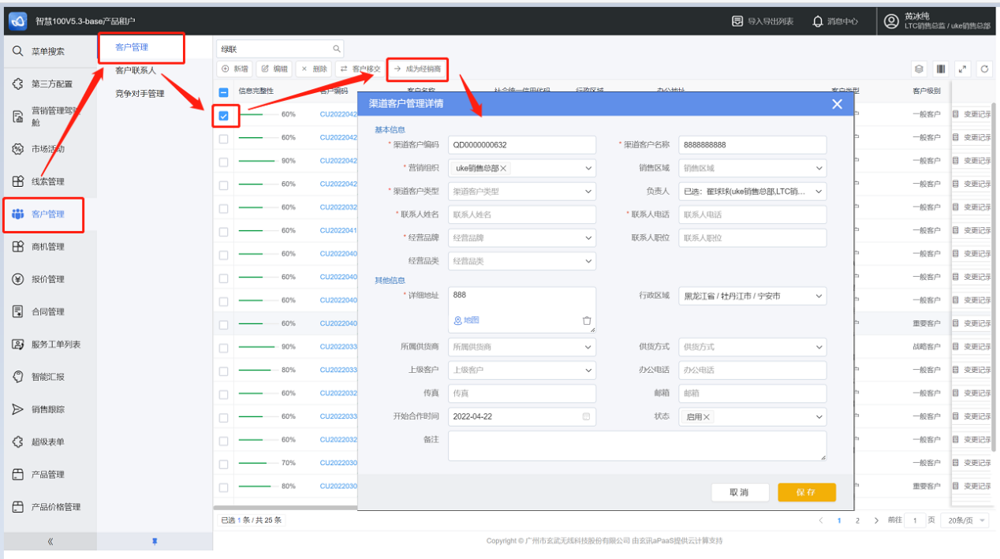 智慧100V5.3-base产品租户
导入导出列表
消息中心
黄冰纯
LTC销售总监 / uke销售总部
菜单搜索
第三方配置
营销管理驾驶
舱
市场活动
线索管理
客户管理
商机管理
报价管理
合同管理
服务工单列表
智能汇报
销售跟踪
超级表单
产品管理
产品价格管理
客户管理
客户联系人
竞争对手管理
绿联
新增 编辑 删除 客户移交 成为经销商
信息完整性 客户编码 客户名称 社会统一信用代码 行政区域 办公地址 客户类型 客户级别
60% CU2022042 一般客户 变更记录
60% CU2022042 一般客户 变更记录
90% CU2022042 一般客户 变更记录
60% CU2022042 一般客户 变更记录
60% CU2022032 一般客户 变更记录
60% CU2022041 一般客户 变更记录
60% CU2022040 一般客户 变更记录
60% CU2022040 一般客户 变更记录
60% CU2022040 一般客户 变更记录
60% CU2022040 重要客户 变更记录
90% CU2022033 战略客户 变更记录
80% CU2022033 一般客户 变更记录
60% CU2022032 一般客户 变更记录
60% CU2022033 一般客户 变更记录
60% CU2022032 一般客户 变更记录
70% CU2022030 一般客户 变更记录
80% CU2022030 重要客户 变更记录
渠道客户管理详情
基本信息
* 渠道客户编码 QD0000000632 * 渠道客户名称 8888888888
* 营销组织 uke销售总部 销售区域 销售区域
* 渠道客户类型 渠道客户类型 负责人 已选：翟球球(uke销售总部,LTC销...
* 联系人姓名 联系人姓名 * 联系人电话 联系人电话
* 经营品牌 经营品牌 联系人职位 联系人职位
经营品类 经营品类
其他信息
* 详细地址 888 行政区域 黑龙江省 / 牡丹江市 / 宁安市
地图
所属供货商 所属供货商 供货方式 供货方式
上级客户 上级客户 办公电话 办公电话
传真 传真 邮箱 邮箱
开始合作时间 2022-04-22 状态 启用
备注
取消 保存
已选 1 条 / 共 25 条
1 2 前往 1 页 20条/页
Copyright © 广州市玄武无线科技股份有限公司 由玄讯aPaaS提供云计算支持